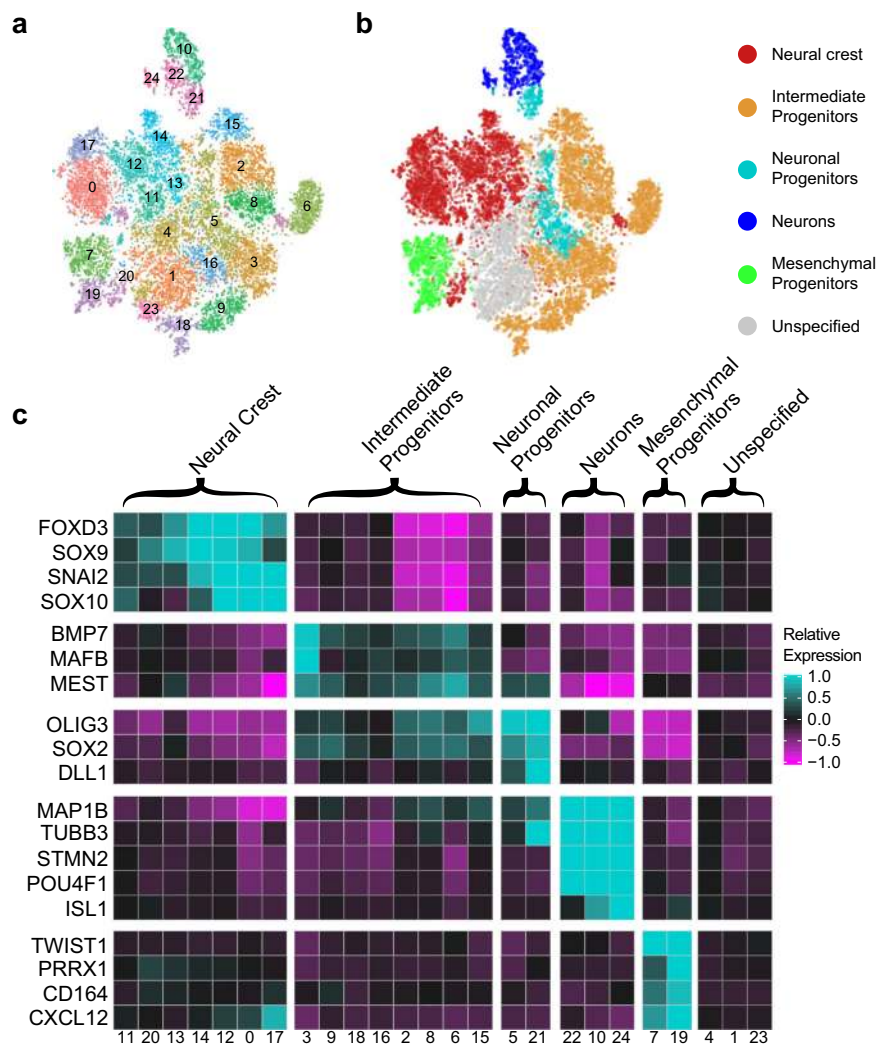 a
10
22
24
21
15
14
17
12
2
0
13
11
8
6
5
4
7
16
3
20
1
19
9
23
18
b
Neural crest
Intermediate
Progenitors
Neuronal
Progenitors
Neurons
Mesenchymal
Progenitors
Unspecified
c
Neural Crest
Intermediate
Progenitors
Neuronal
Progenitors
Neurons
Mesenchymal
Progenitors
Unspecified
FOXD3
SOX9
SNAI2
SOX10
BMP7
MAFB
MEST
OLIG3
SOX2
DLL1
MAP1B
TUBB3
STMN2
POU4F1
ISL1
TWIST1
PRRX1
CD164
CXCL12
11 20 13 14 12 0 17 3 9 18 16 2 8 6 15 5 21 22 10 24 7 19 4 1 23
Relative
Expression
1.0
0.5
0.0
−0.5
−1.0